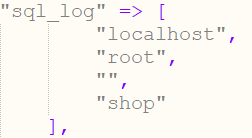 "sql_log" => [
"localhost",
"root",
"",
"shop"
],